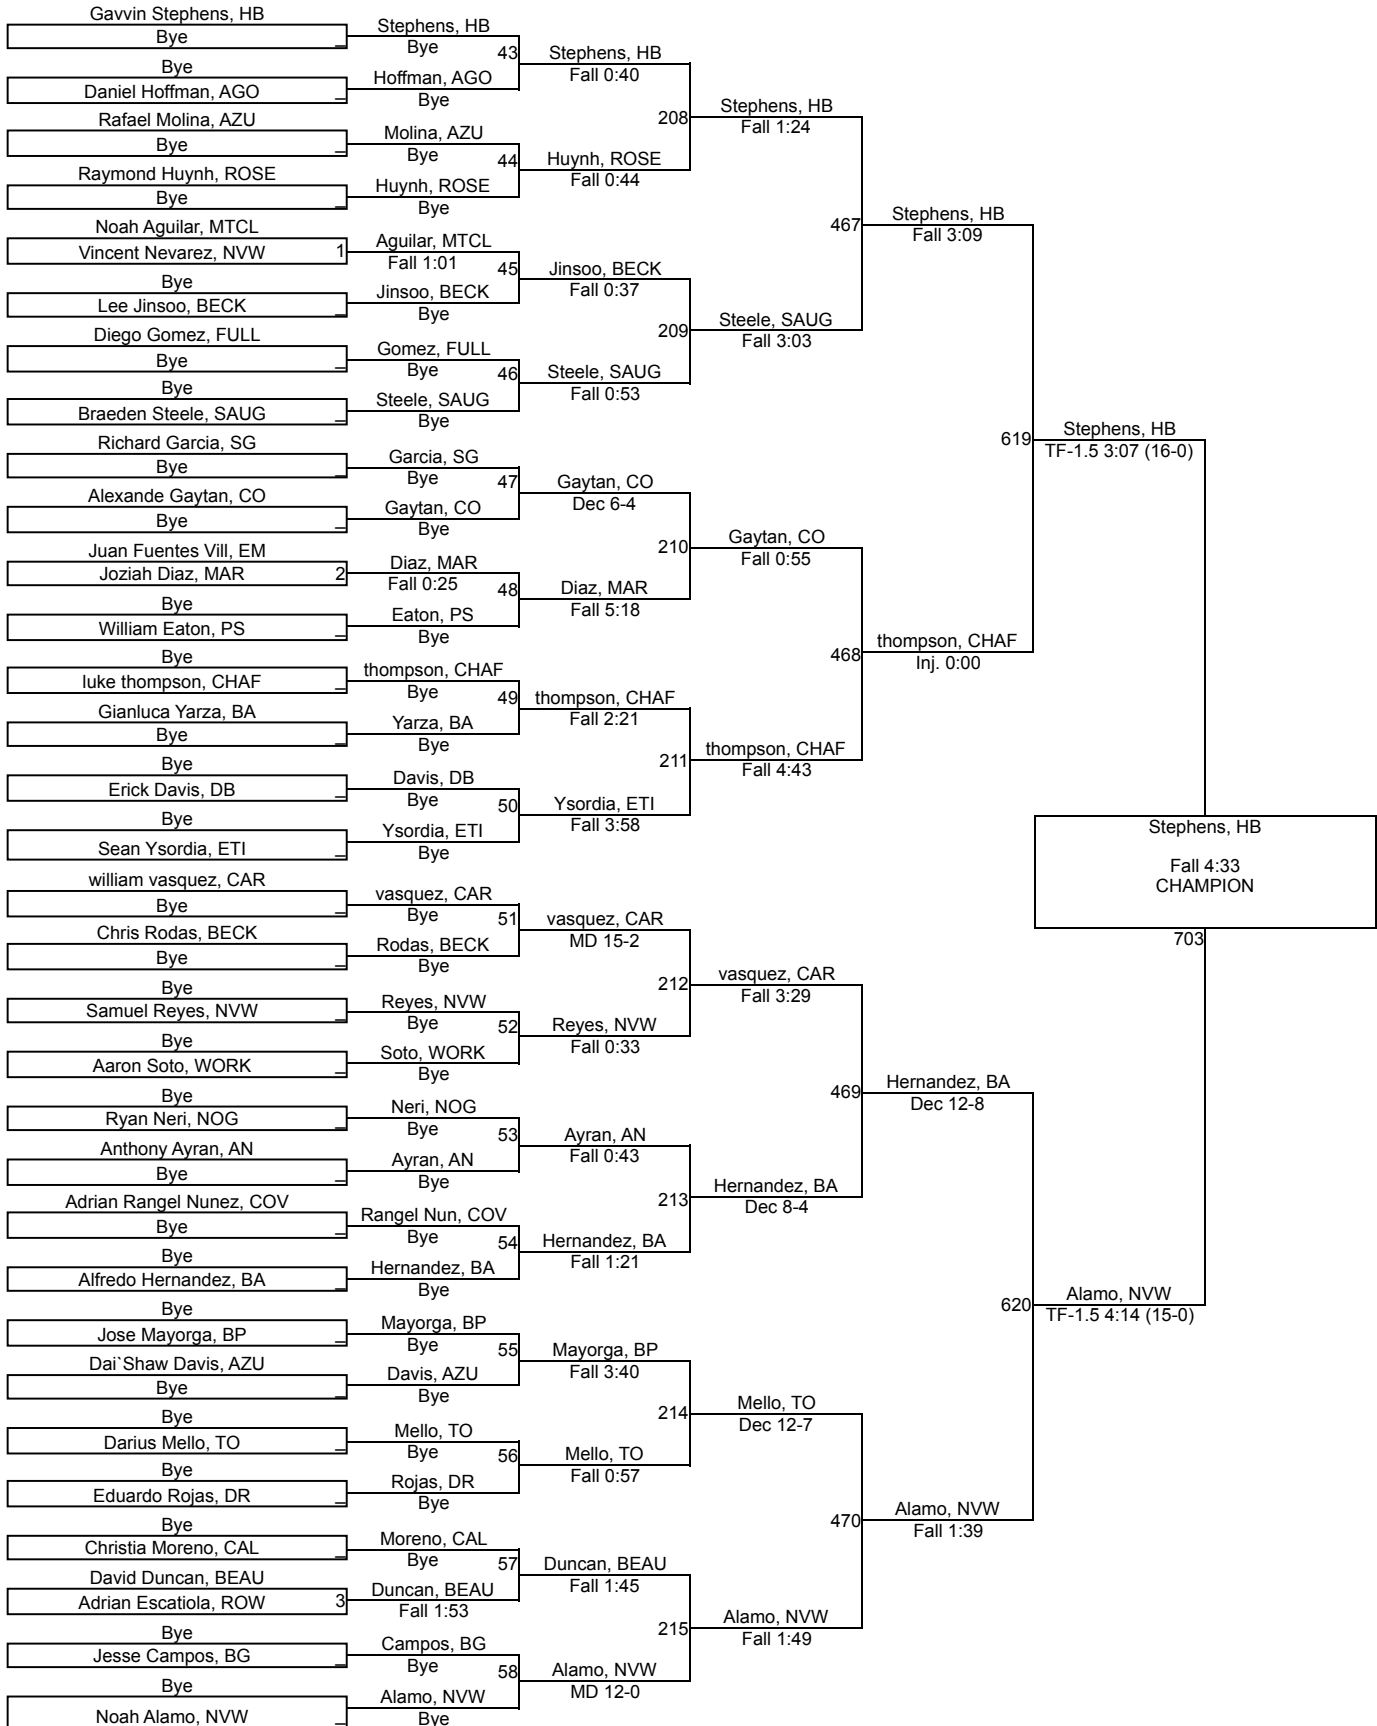 Gavvin Stephens, HB
Bye _
Bye
Daniel Hoffman, AGO _
Rafael Molina, AZU
Bye _
Raymond Huynh, ROSE
Bye _
Noah Aguilar, MTCL
Vincent Nevarez, NVW 1
Bye
Lee Jinsoo, BECK _
Diego Gomez, FULL
Bye _
Bye
Braeden Steele, SAUG _
Richard Garcia, SG
Bye _
Alexande Gaytan, CO
Bye _
Juan Fuentes Vill, EM
Joziah Diaz, MAR 2
Bye
William Eaton, PS _
Bye
luke thompson, CHAF _
Gianluca Yarza, BA
Bye _
Bye
Erick Davis, DB _
Bye
Sean Ysordia, ETI _
william vasquez, CAR
Bye _
Chris Rodas, BECK
Bye _
Bye
Samuel Reyes, NVW _
Bye
Aaron Soto, WORK _
Bye
Ryan Neri, NOG _
Anthony Ayran, AN
Bye _
Adrian Rangel Nunez, COV
Bye _
Bye
Alfredo Hernandez, BA _
Bye
Jose Mayorga, BP _
Dai`Shaw Davis, AZU
Bye _
Bye
Darius Mello, TO _
Bye
Eduardo Rojas, DR _
Bye
Christia Moreno, CAL _
David Duncan, BEAU
Adrian Escatiola, ROW 3
Bye
Jesse Campos, BG _
Bye
Noah Alamo, NVW _
Stephens, HB
Bye 43
Hoffman, AGO
Bye
Molina, AZU
Bye 44
Huynh, ROSE
Bye
Aguilar, MTCL
Fall 1:01 45
Jinsoo, BECK
Bye
Gomez, FULL
Bye 46
Steele, SAUG
Bye
Garcia, SG
Bye 47
Gaytan, CO
Bye
Diaz, MAR
Fall 0:25 48
Eaton, PS
Bye
thompson, CHAF
Bye 49
Yarza, BA
Bye
Davis, DB
Bye 50
Ysordia, ETI
Bye
vasquez, CAR
Bye 51
Rodas, BECK
Bye
Reyes, NVW
Bye 52
Soto, WORK
Bye
Neri, NOG
Bye 53
Ayran, AN
Bye
Rangel Nun, COV
Bye 54
Hernandez, BA
Bye
Mayorga, BP
Bye 55
Davis, AZU
Bye
Mello, TO
Bye 56
Rojas, DR
Bye
Moreno, CAL
Bye 57
Duncan, BEAU
Fall 1:53
Campos, BG
Bye 58
Alamo, NVW
Bye
Stephens, HB
Fall 0:40
208
Huynh, ROSE
Fall 0:44
Jinsoo, BECK
Fall 0:37
209
Steele, SAUG
Fall 0:53
Gaytan, CO
Dec 6-4
210
Diaz, MAR
Fall 5:18
thompson, CHAF
Fall 2:21
211
Ysordia, ETI
Fall 3:58
vasquez, CAR
MD 15-2
212
Reyes, NVW
Fall 0:33
Ayran, AN
Fall 0:43
213
Hernandez, BA
Fall 1:21
Mayorga, BP
Fall 3:40
214
Mello, TO
Fall 0:57
Duncan, BEAU
Fall 1:45
215
Alamo, NVW
MD 12-0
Stephens, HB
Fall 1:24
467
Steele, SAUG
Fall 3:03
Gaytan, CO
Fall 0:55
468
thompson, CHAF
Fall 4:43
vasquez, CAR
Fall 3:29
469
Hernandez, BA
Dec 8-4
Mello, TO
Dec 12-7
470
Alamo, NVW
Fall 1:49
Stephens, HB
Fall 3:09
619
thompson, CHAF
Inj. 0:00
Hernandez, BA
Dec 12-8
620
Alamo, NVW
Fall 1:39
Stephens, HB
TF-1.5 3:07 (16-0)
Alamo, NVW
TF-1.5 4:14 (15-0)
Stephens, HB
Fall 4:33
CHAMPION
703